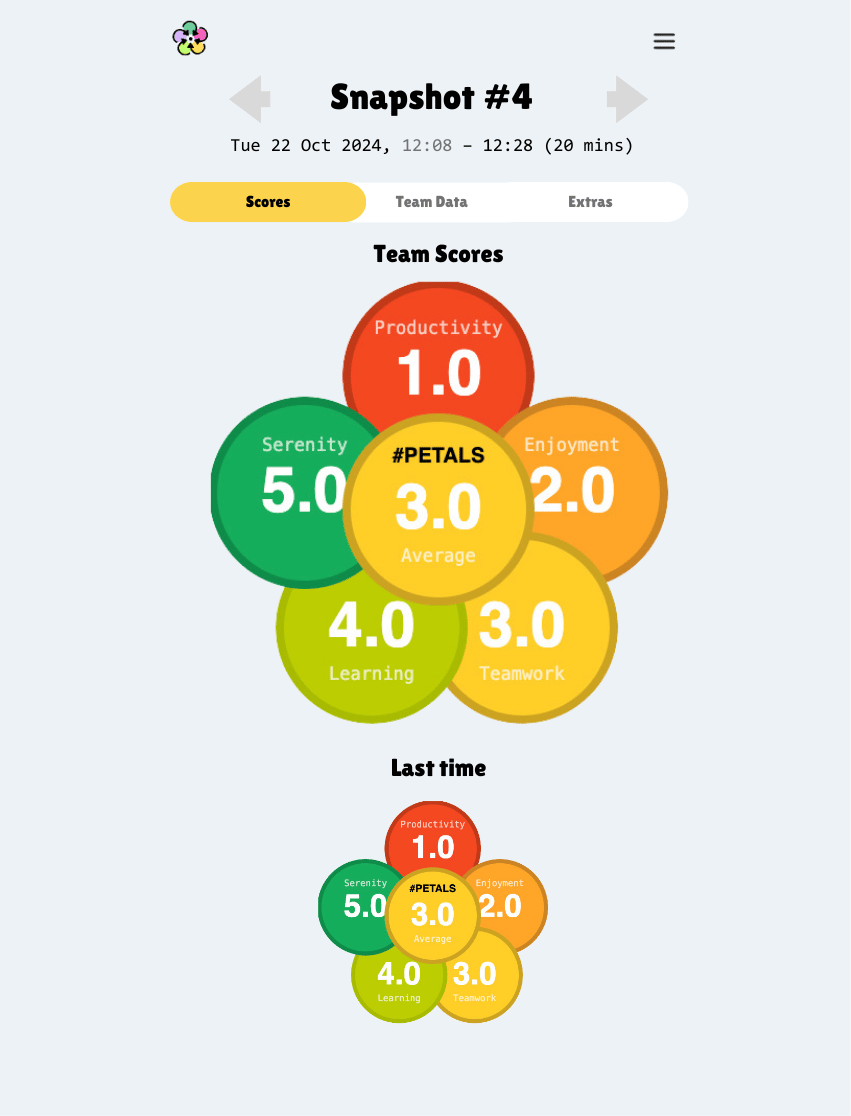 Snapshot #4
Tue 22 Oct 2024, 12:08 – 12:28 (20 mins)
Scores
Team Data
Extras
Team Scores
Productivity
1.0
Serenity
5.0
#PETALS
3.0
Average
Enjoyment
2.0
4.0
Learning
3.0
Teamwork
Last time
Productivity
1.0
Serenity
5.0
#PETALS
3.0
Average
Enjoyment
2.0
4.0
Learning
3.0
Teamwork